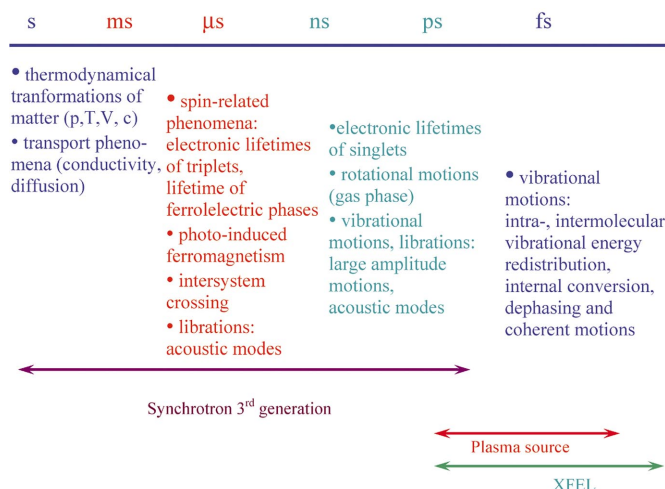 s ms μs ns ps fs
• thermodynamical
tranformations of
matter (p,T,V, c)
• transport pheno-
mena (conductivity,
diffusion)
• spin-related
phenomena:
electronic lifetimes
of triplets,
lifetime of
ferrolelectric phases
• photo-induced
ferromagnetism
• intersystem
crossing
• librations:
acoustic modes
•electronic lifetimes
of singlets
• rotational motions
(gas phase)
• vibrational
motions, librations:
large amplitude
motions,
acoustic modes
• vibrational
motions:
intra-, intermolecular
vibrational energy
redistribution,
internal conversion,
dephasing and
coherent motions
Synchrotron 3rd generation
Plasma source
XFEL